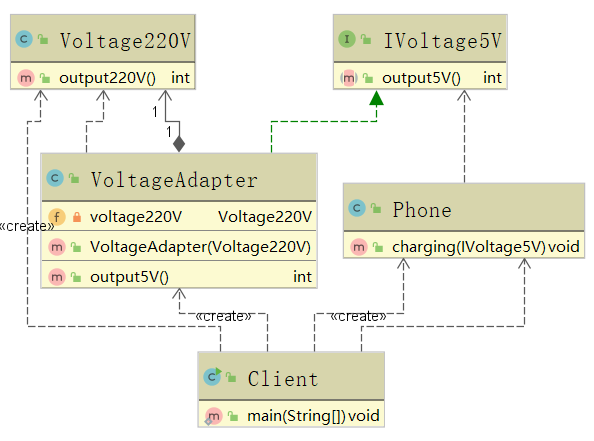 Voltage220V
output220V() int
IVoltage5V
output5V() int
1
1
VoltageAdapter
voltage220V Voltage220V
VoltageAdapter(Voltage220V)
output5V() int
Phone
charging(IVoltage5V) void
«create»
«create»
«create»
Client
main(String[]) void